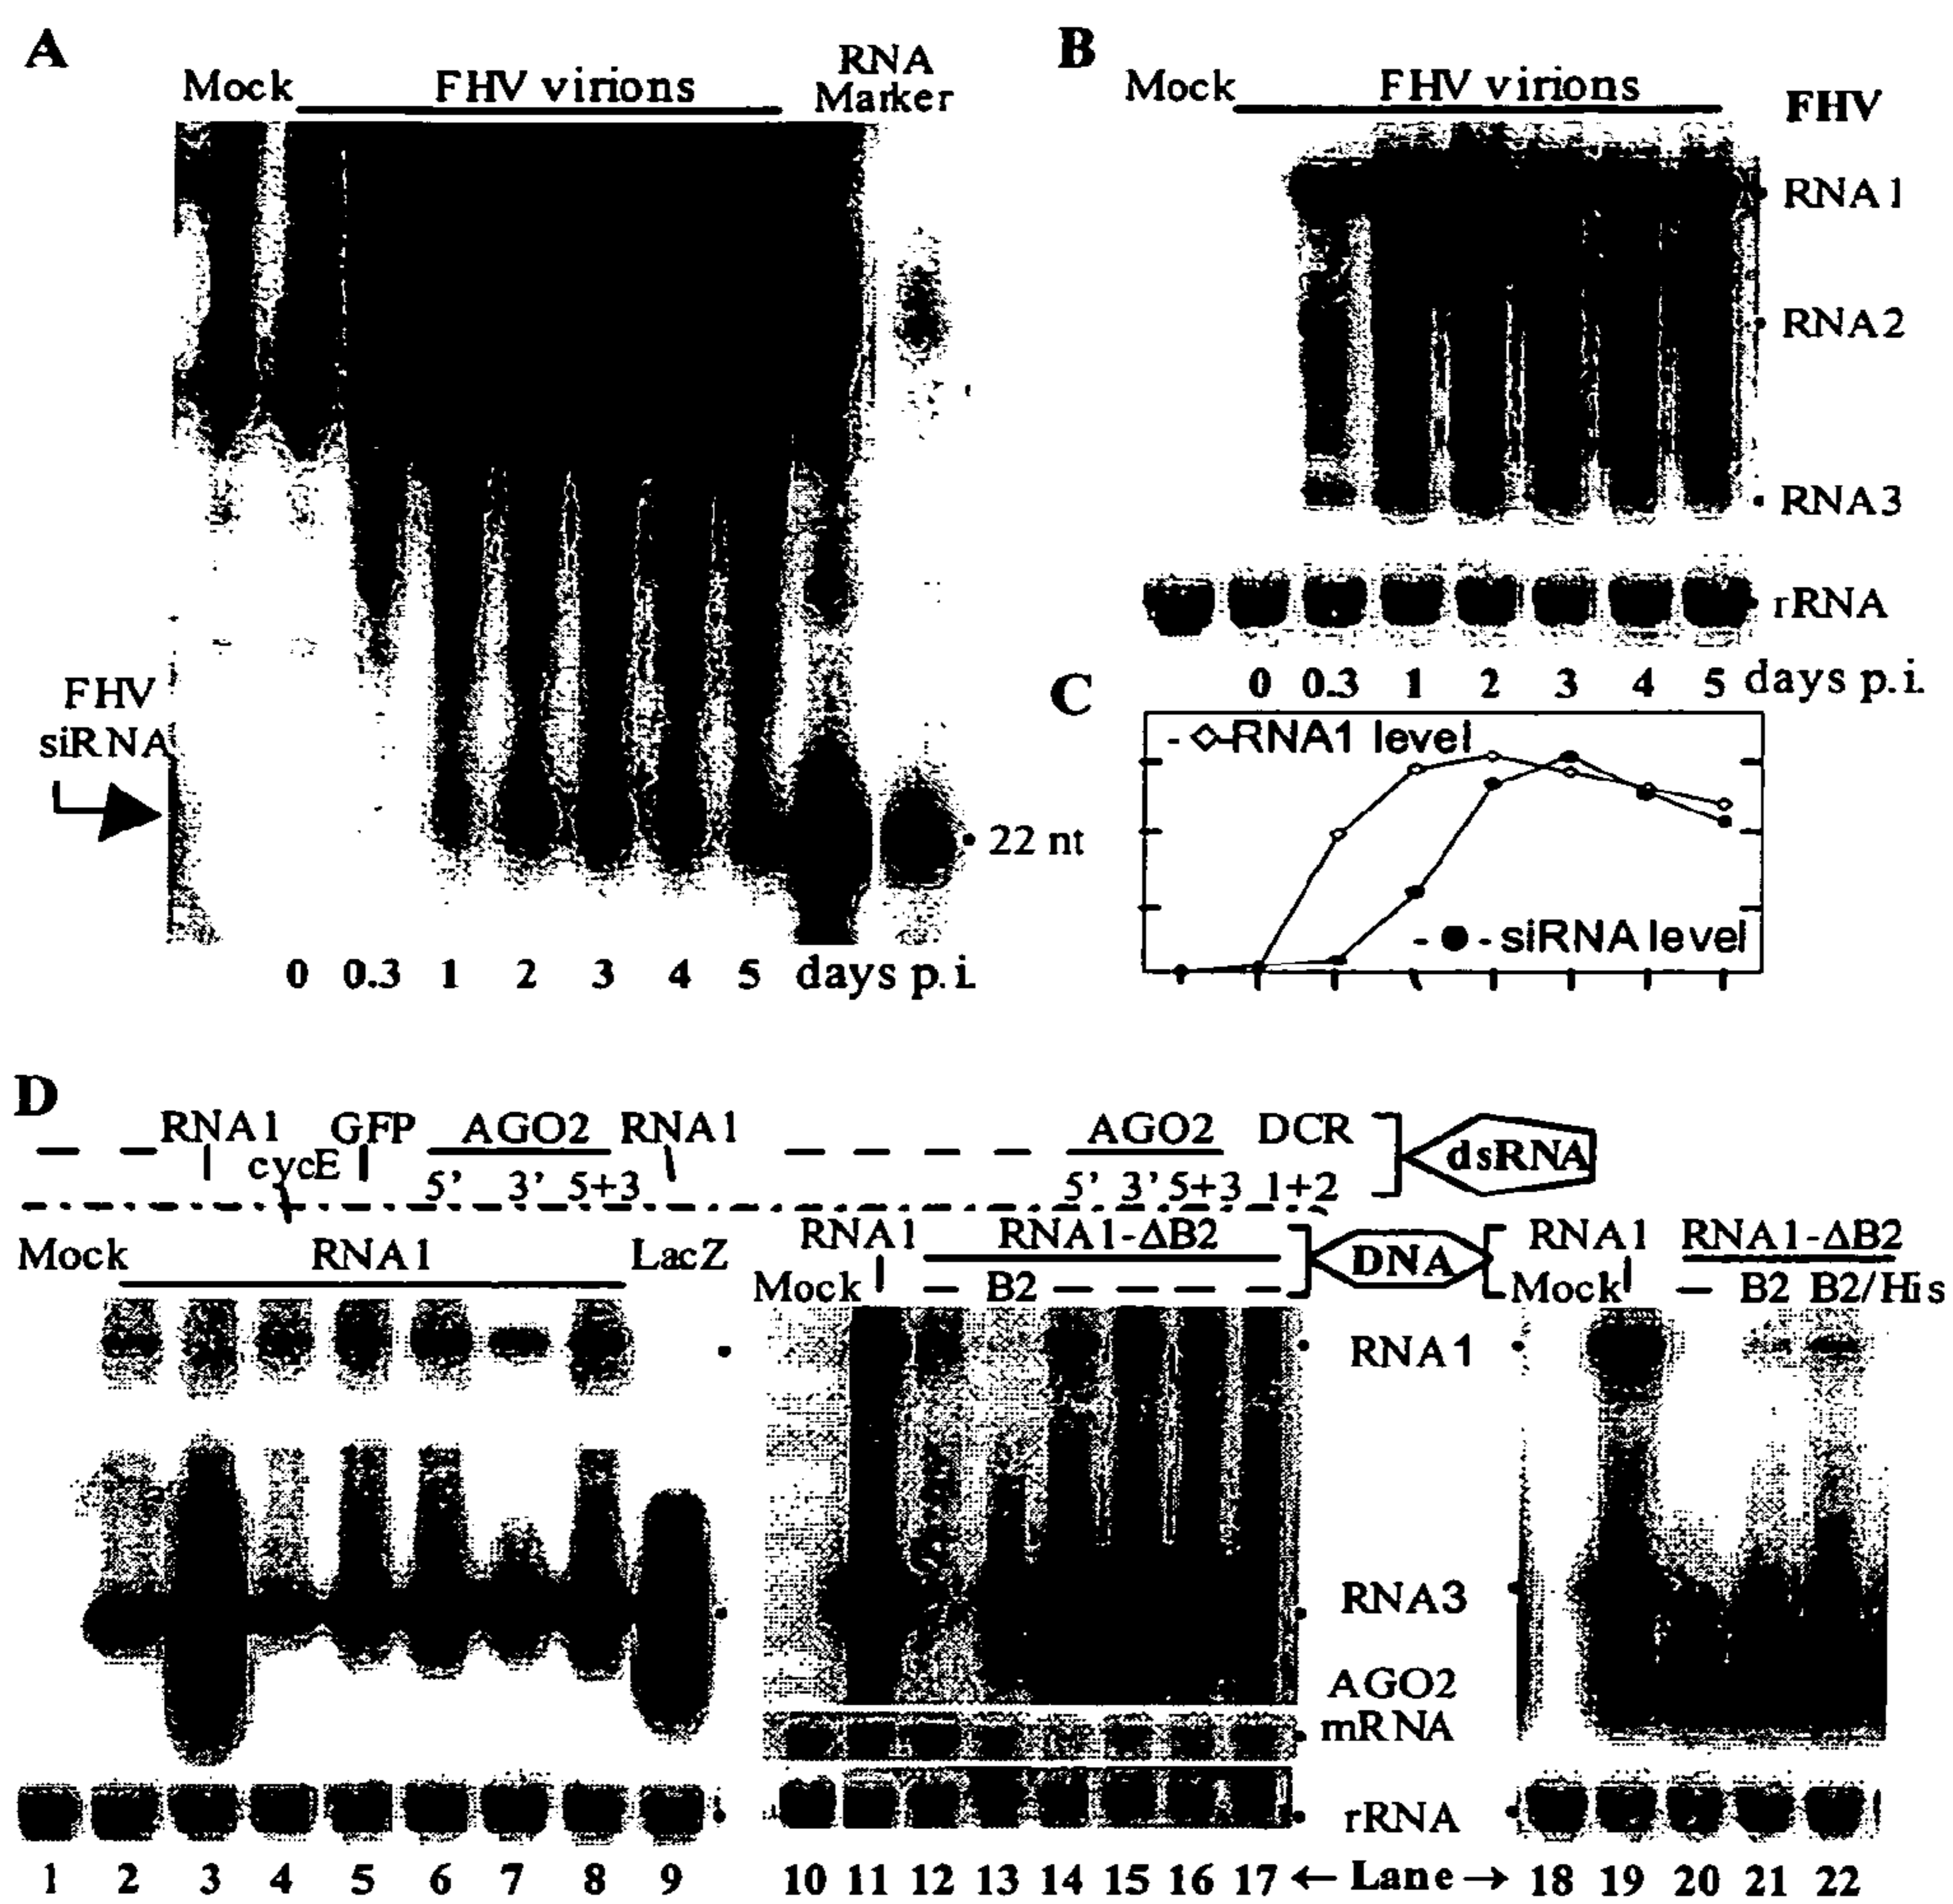 A
Mock FHV virions RNA Marker
FHV siRNA
22 nt
0 0.3 1 2 3 4 5 days p.i.
B
Mock FHV virions FHV
RNA1
RNA2
RNA3
rRNA
0 0.3 1 2 3 4 5 days p.i.
C
RNA1 level
siRNA level
D
RNA1 GFP AGO2 RNA1 AGO2 DCR dsRNA
cycE 5' 3' 5+3 5' 3' 5+3 1+2
Mock RNA1 LacZ
RNA1 RNA1-ΔB2 DNA RNA1 RNA1-ΔB2
Mock – B2 – – – – Mock – B2 B2/His
RNA1
RNA3
AGO2
mRNA
rRNA
1 2 3 4 5 6 7 8 9 10 11 12 13 14 15 16 17 ← Lane → 18 19 20 21 22